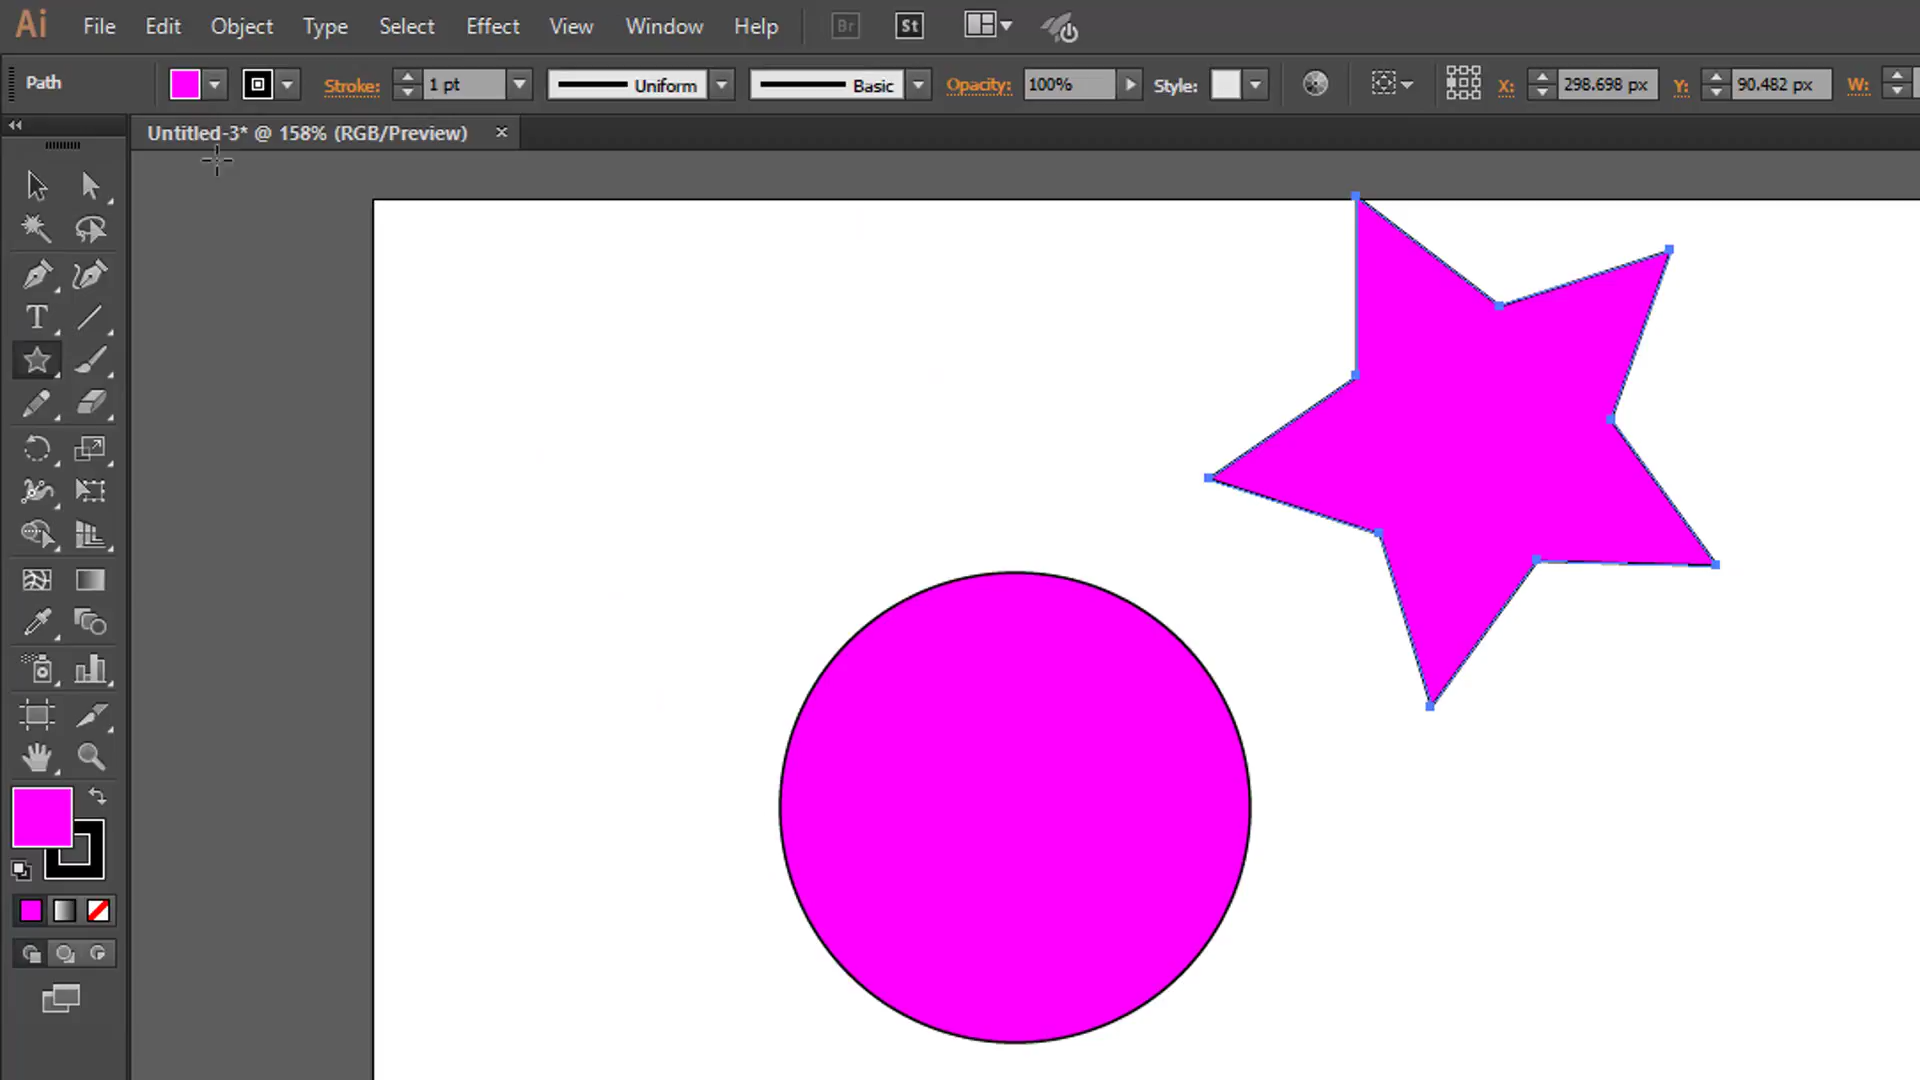 Ai File Edit Object Type Select Effect View Window Help Br St
Path Stroke: 1 pt Uniform Basic Opacity: 100% Style: X: 298.698 px Y: 90.482 px W:
Untitled-3* @ 158% (RGB/Preview) ×
T